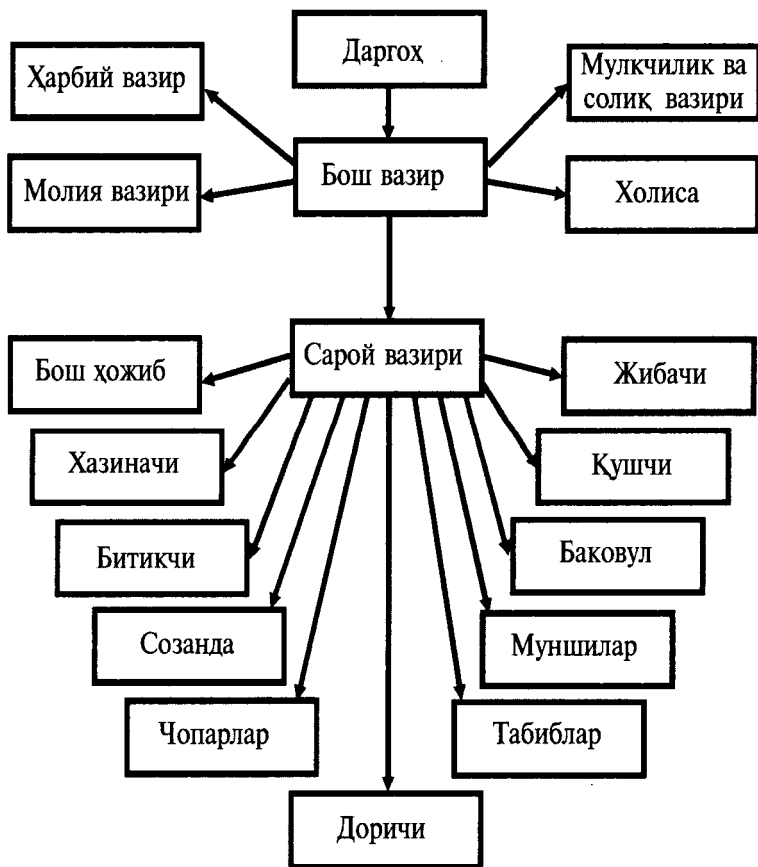 Даргоҳ
Ҳарбий вазир
Мулкчилик ва
солиқ вазири
Бош вазир
Молия вазири
Холиса
Сарой вазири
Бош ҳожиб
Жибачи
Хазиначи
Қушчи
Битикчи
Баковул
Созанда
Муншилар
Чопарлар
Табиблар
Доричи